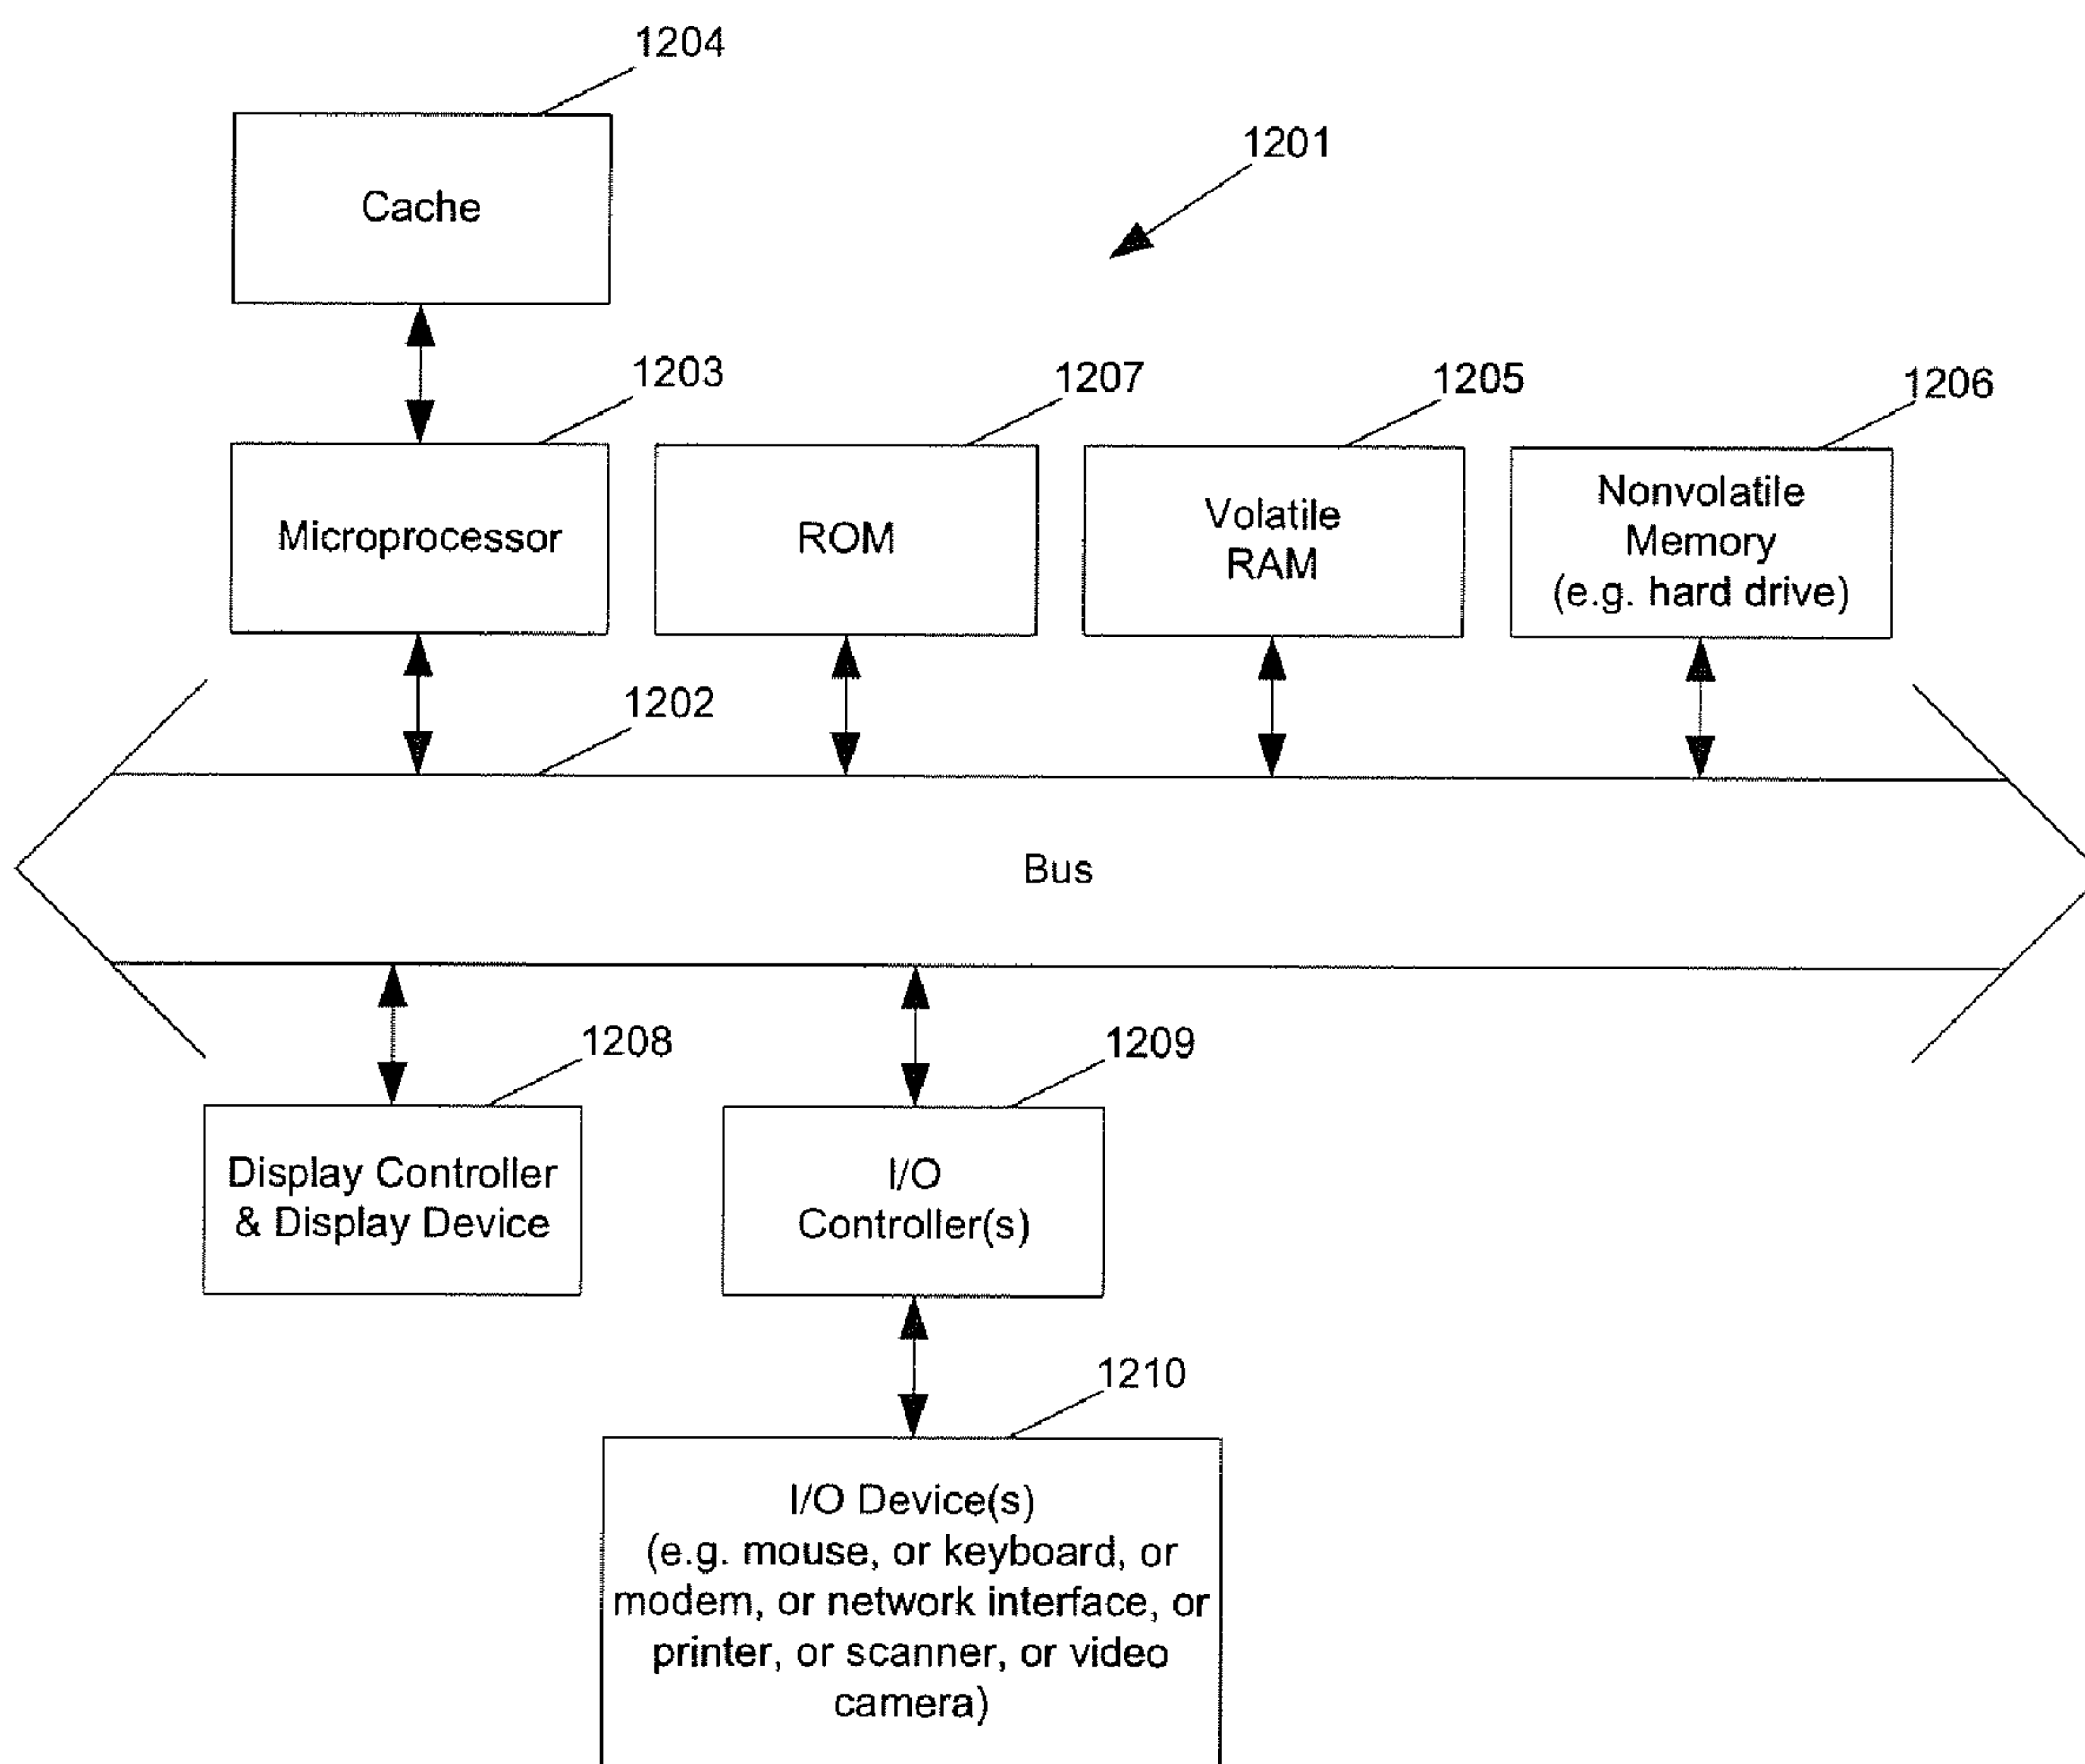 1204
Cache
1201
1203
1207
1205
1206
Microprocessor
ROM
Volatile
RAM
Nonvolatile
Memory
(e.g. hard drive)
1202
Bus
1208
1209
Display Controller
& Display Device
I/O
Controller(s)
1210
I/O Device(s)
(e.g. mouse, or keyboard, or
modem, or network interface, or
printer, or scanner, or video
camera)